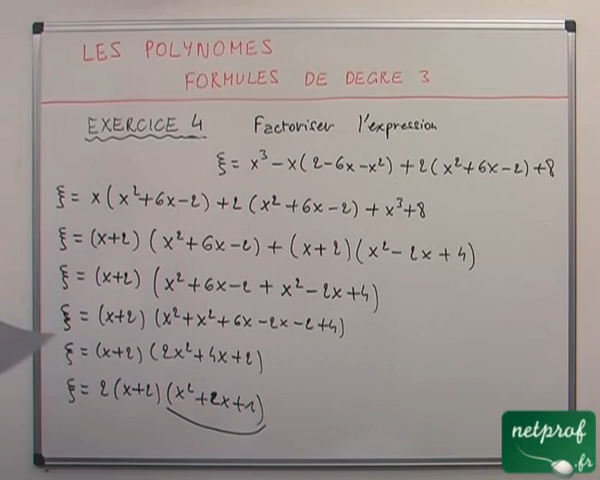 LES POLYNOMES
FORMULES DE DEGRE 3
EXERCICE 4 Factoriser l'expression
ξ = x³ - x(2-6x-x²) + 2(x²+6x-2) + 8
ξ = x(x²+6x-2) + 2(x²+6x-2) + x³+8
ξ = (x+2) (x²+6x-2) + (x+2)(x²-2x+4)
ξ = (x+2) (x²+6x-2 + x²-2x+4)
ξ = (x+2) (x²+x²+6x-2x-2+4)
ξ = (x+2) (2x²+4x+2)
ξ = 2(x+2)(x²+2x+1)
netprof
.fr